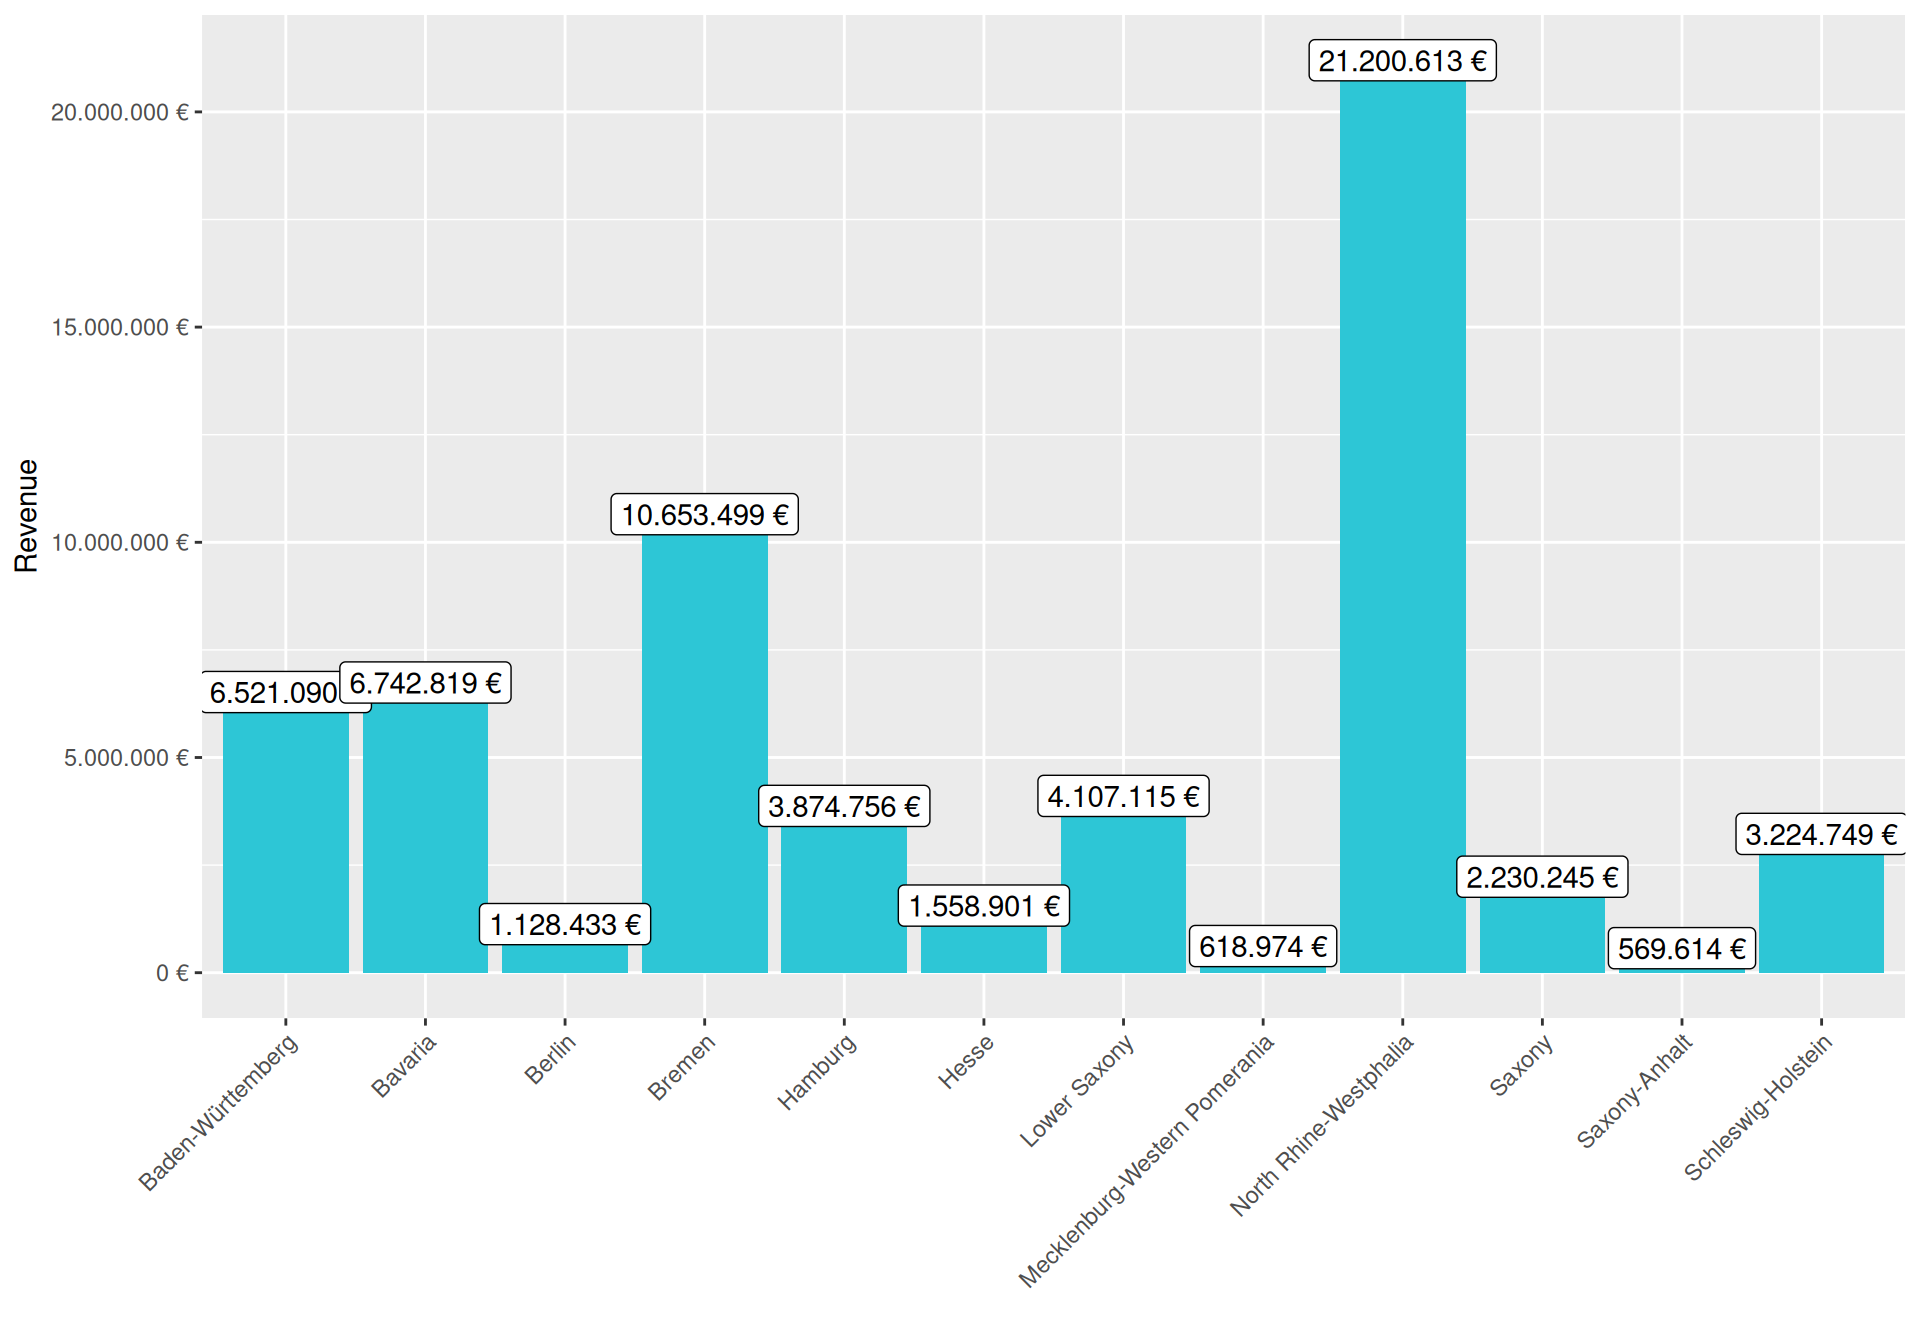 Revenue
20.000.000 €
15.000.000 €
10.000.000 €
5.000.000 €
0 €
6.521.090
6.742.819 €
1.128.433 €
10.653.499 €
3.874.756 €
1.558.901 €
4.107.115 €
618.974 €
21.200.613 €
2.230.245 €
569.614 €
3.224.749 €
Baden-Württemberg
Bavaria
Berlin
Bremen
Hamburg
Hesse
Lower Saxony
Mecklenburg-Western Pomerania
North Rhine-Westphalia
Saxony
Saxony-Anhalt
Schleswig-Holstein